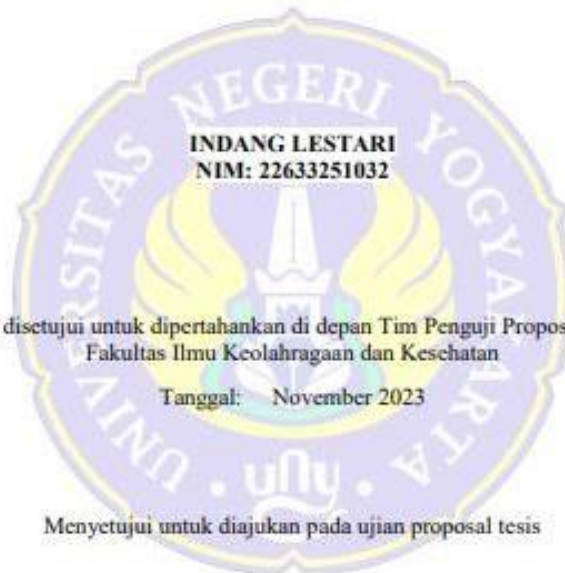 UNIVERSITAS NEGERI YOGYAKARTA
INDANG LESTARI
NIM: 22633251032
disetujui untuk dipertahankan di depan Tim Penguji
Fakultas Ilmu Keolahragaan dan Kesehatan
Tanggal: November 2023
uny
Menyetujui untuk diajukan pada ujian proposal tesis